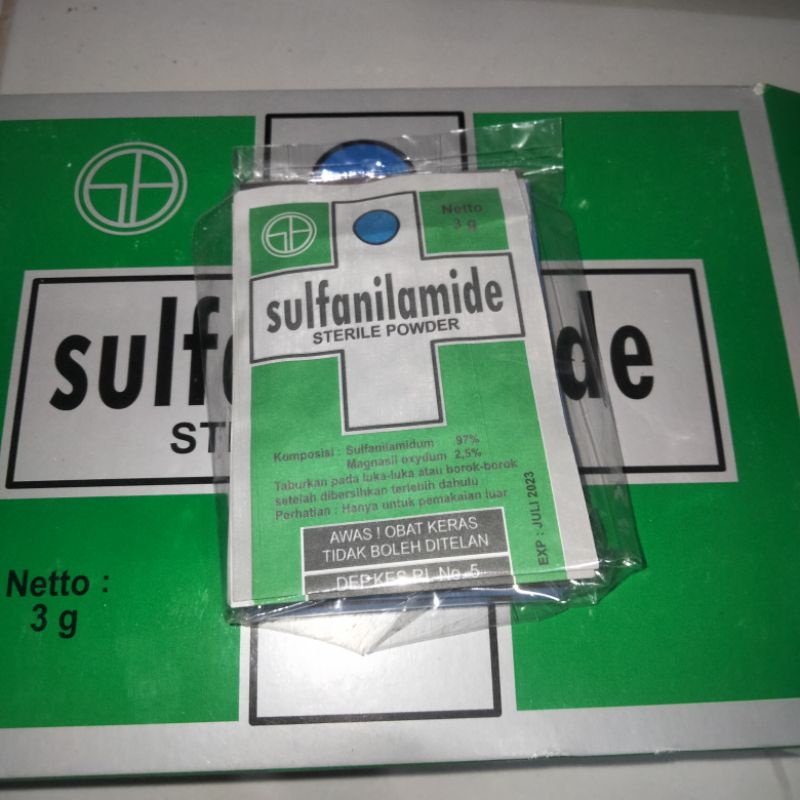 Netto
3 g
sulfanilamide
STERILE POWDER
Komposisi : Sulfanilamidum 97%
Magnasil oxydum 2,5%
Taburkan pada luka-luka atau borok-borok
setelah dibersihkan terlebih dahulu
Perhatian : Hanya untuk pemakaian luar
AWAS ! OBAT KERAS
TIDAK BOLEH DITELAN
DEPKES RI. No. 5
EXP : JULI 2023
sulf de
ST
Netto :
3 g